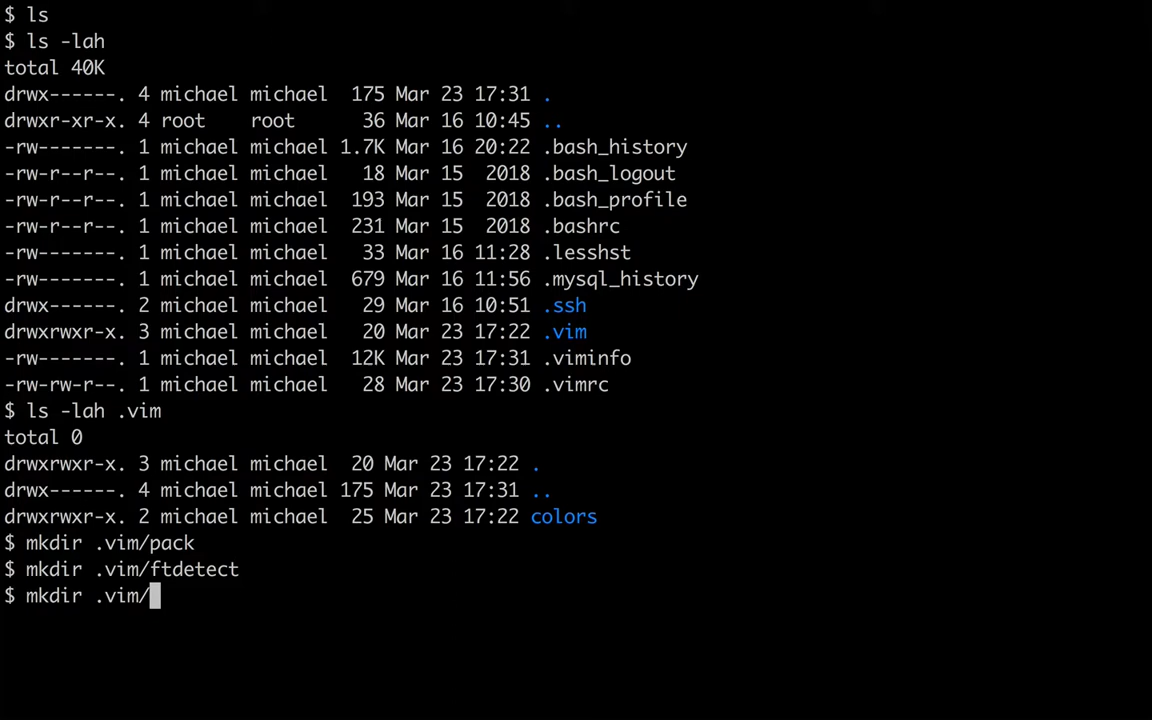 $ ls
$ ls -lah
total 40K
drwx------. 4 michael michael  175 Mar 23 17:31 .
drwxr-xr-x. 4 root    root      36 Mar 16 10:45 ..
-rw-------. 1 michael michael 1.7K Mar 16 20:22 .bash_history
-rw-r--r--. 1 michael michael   18 Mar 15  2018 .bash_logout
-rw-r--r--. 1 michael michael  193 Mar 15  2018 .bash_profile
-rw-r--r--. 1 michael michael  231 Mar 15  2018 .bashrc
-rw-------. 1 michael michael   33 Mar 16 11:28 .lesshst
-rw-------. 1 michael michael  679 Mar 16 11:56 .mysql_history
drwx------. 2 michael michael   29 Mar 16 10:51 .ssh
drwxrwxr-x. 3 michael michael   20 Mar 23 17:22 .vim
-rw-------. 1 michael michael  12K Mar 23 17:31 .viminfo
-rw-rw-r--. 1 michael michael   28 Mar 23 17:30 .vimrc
$ ls -lah .vim
total 0
drwxrwxr-x. 3 michael michael  20 Mar 23 17:22 .
drwx------. 4 michael michael 175 Mar 23 17:31 ..
drwxrwxr-x. 2 michael michael  25 Mar 23 17:22 colors
$ mkdir .vim/pack
$ mkdir .vim/ftdetect
$ mkdir .vim/